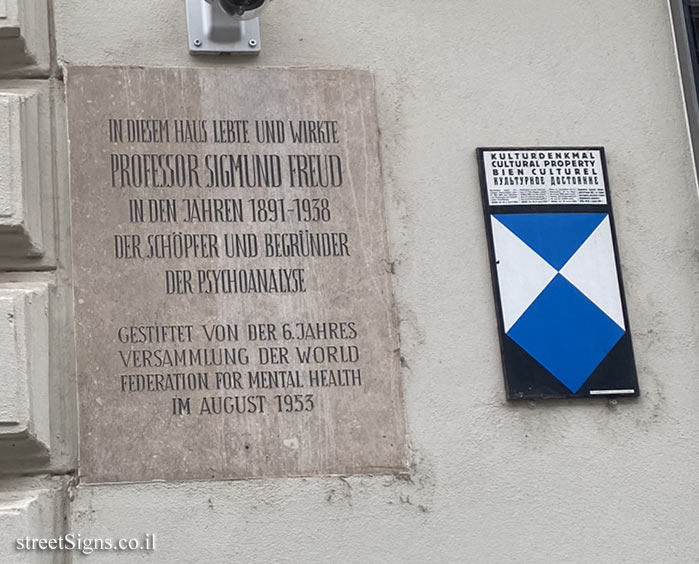 IN DIESEM HAUS LEBTE UND WIRKTE
PROFESSOR SIGMUND FREUD
IN DEN JAHREN 1891-1938
DER SCHÖPFER UND BEGRÜNDER
DER PSYCHOANALYSE
GESTIFTET VON DER 6. JAHRES
VERSAMMLUNG DER WORLD
FEDERATION FOR MENTAL HEALTH
IM AUGUST 1953
KULTURDENKMAL
CULTURAL PROPERTY
BIEN CULTUREL
КУЛЬТУРНОЕ ДОСТОЯНИЕ
streetSigns.co.il